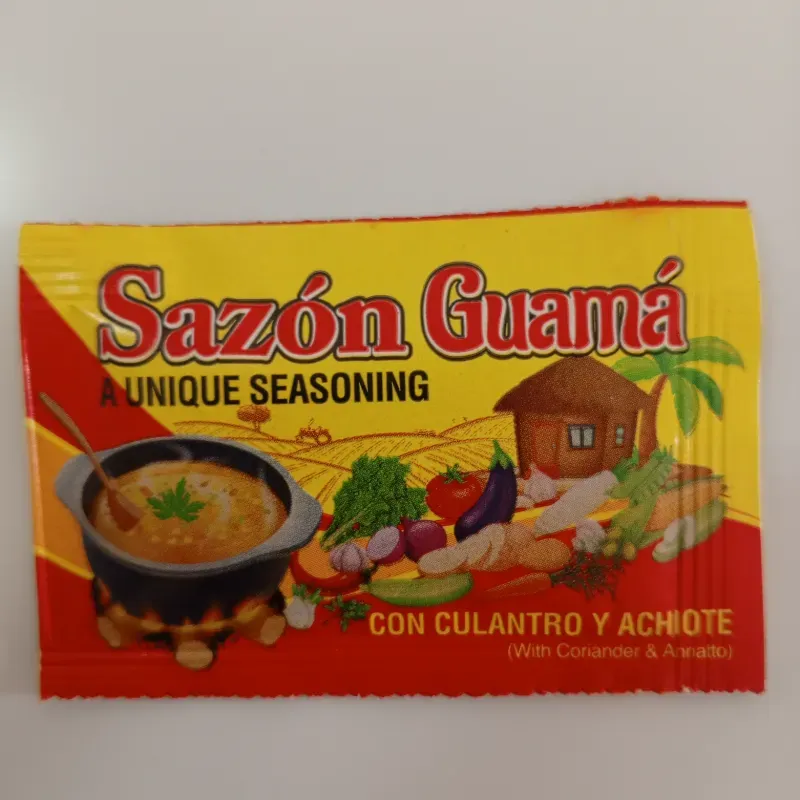 Sazón Guamá
A UNIQUE SEASONING
CON CULANTRO Y ACHIOTE
(With Coriander & Annatto)